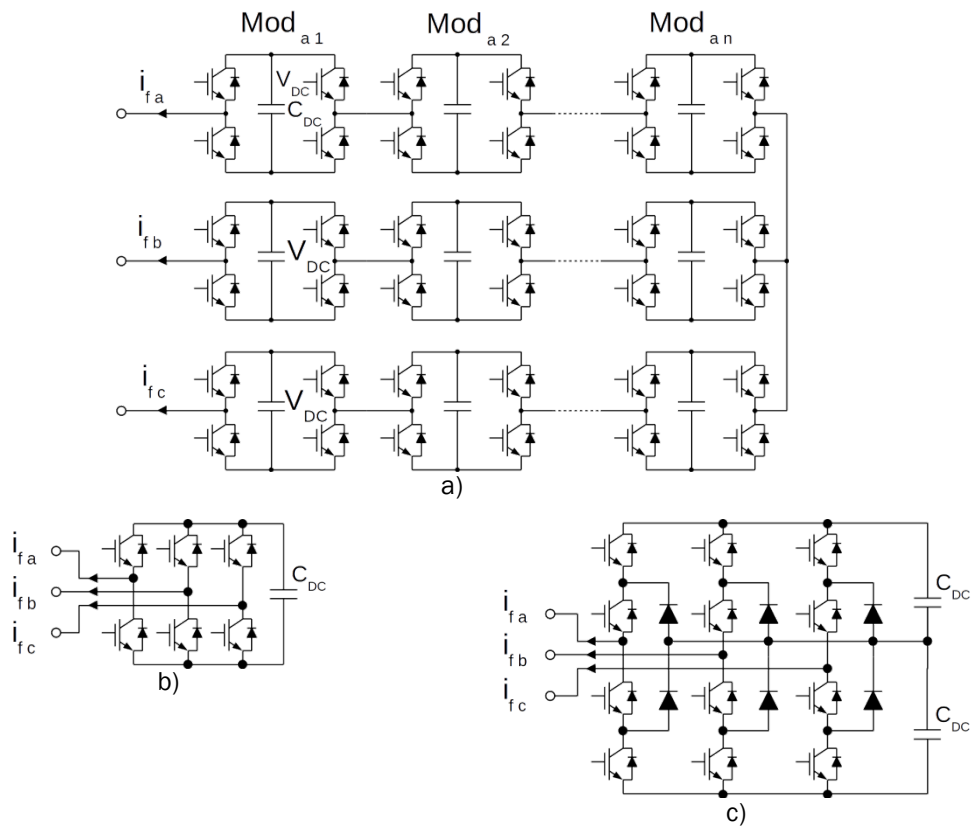 Mod a 1 Mod a 2 Mod a n
i f a V DC C DC
i f b V DC
i f c V DC
a)
i f a
i f b C DC
i f c
b)
C DC
i f a
i f b
i f c
C DC
c)